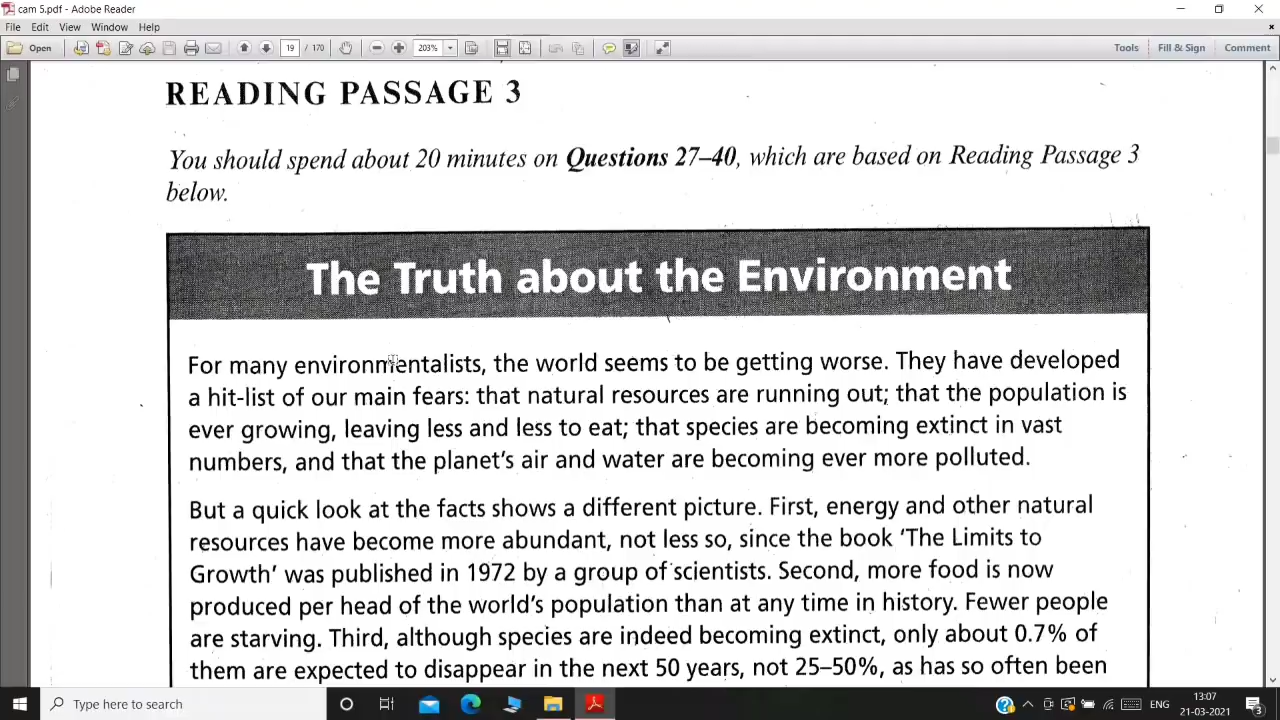 cam 5.pdf - Adobe Reader
File Edit View Window Help
Open 19 / 170 203% Tools Fill & Sign Comment
READING PASSAGE 3
You should spend about 20 minutes on Questions 27–40, which are based on Reading Passage 3
below.
The Truth about the Environment
For many environmentalists, the world seems to be getting worse. They have developed
a hit-list of our main fears: that natural resources are running out; that the population is
ever growing, leaving less and less to eat; that species are becoming extinct in vast
numbers, and that the planet's air and water are becoming ever more polluted.
But a quick look at the facts shows a different picture. First, energy and other natural
resources have become more abundant, not less so, since the book ‘The Limits to
Growth’ was published in 1972 by a group of scientists. Second, more food is now
produced per head of the world's population than at any time in history. Fewer people
are starving. Third, although species are indeed becoming extinct, only about 0.7% of
them are expected to disappear in the next 50 years, not 25–50%, as has so often been
Type here to search
ENG
13:07
21-03-2021
3